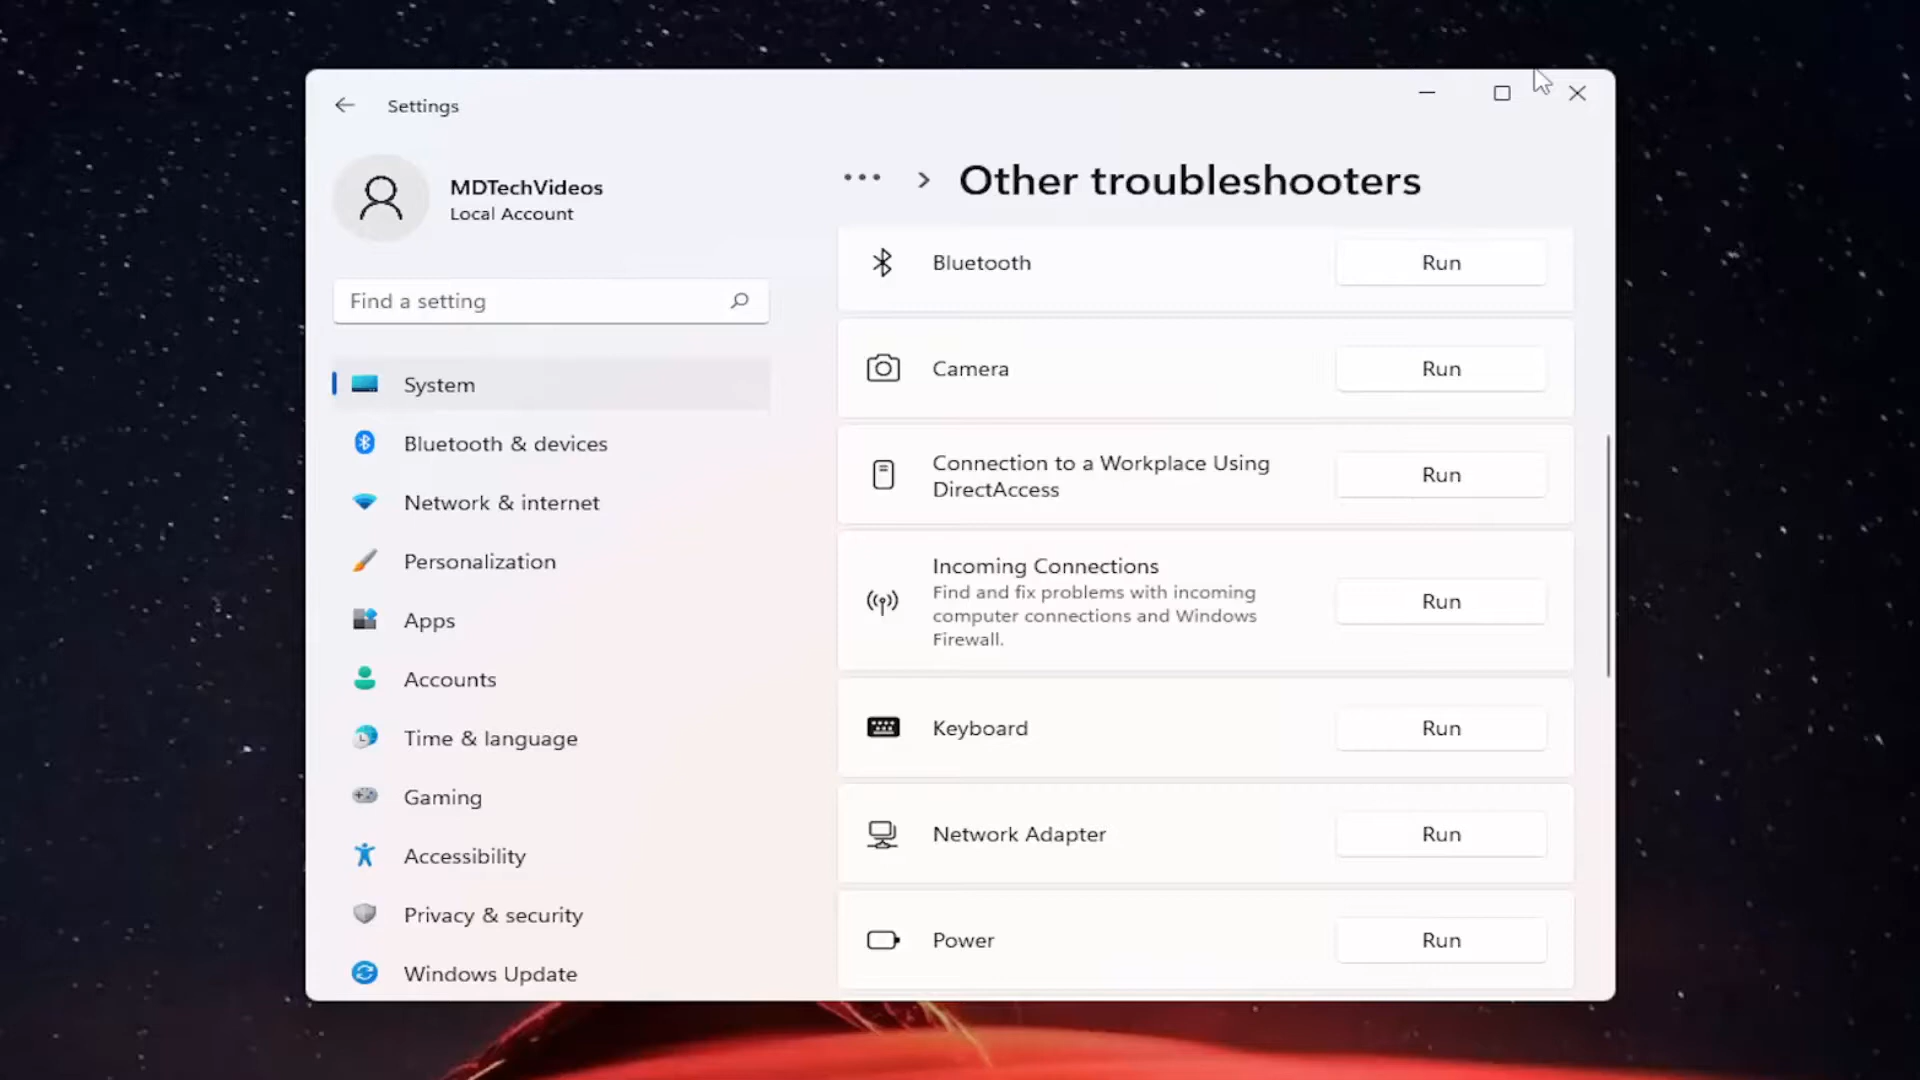 Settings
MDTechVideos
Local Account
Find a setting
System
Bluetooth & devices
Network & internet
Personalization
Apps
Accounts
Time & language
Gaming
Accessibility
Privacy & security
Windows Update
··· > Other troubleshooters
Bluetooth
Run
Camera
Run
Connection to a Workplace Using
DirectAccess
Run
Incoming Connections
Find and fix problems with incoming
computer connections and Windows
Firewall.
Run
Keyboard
Run
Network Adapter
Run
Power
Run